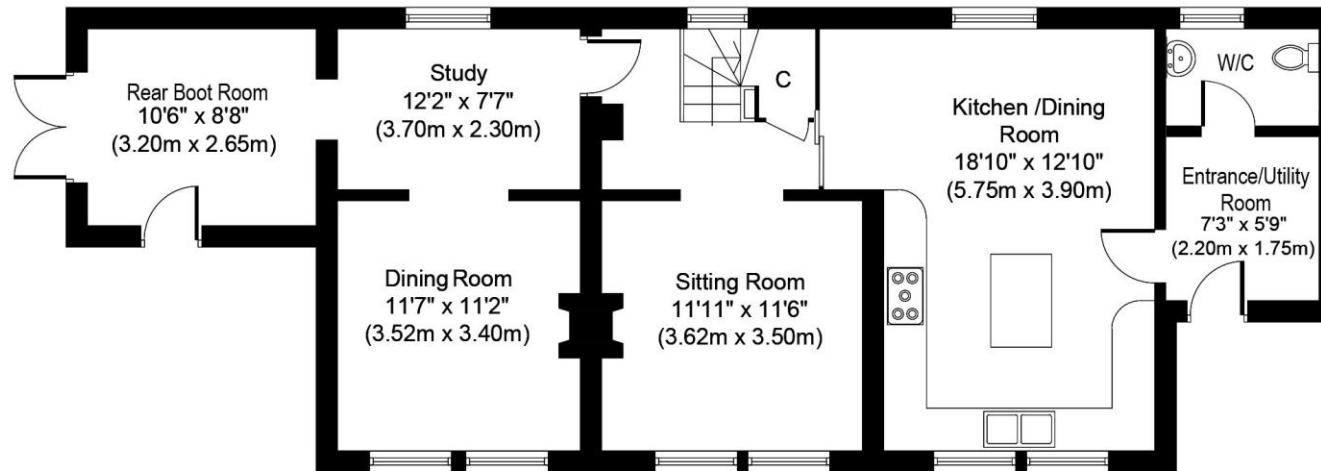 Rear Boot Room
10'6" x 8'8"
(3.20m x 2.65m)
Study
12'2" x 7'7"
(3.70m x 2.30m)
C
Kitchen /Dining
Room
18'10" x 12'10"
(5.75m x 3.90m)
W/C
Entrance/Utility
Room
7'3" x 5'9"
(2.20m x 1.75m)
Dining Room
11'7" x 11'2"
(3.52m x 3.40m)
Sitting Room
11'11" x 11'6"
(3.62m x 3.50m)